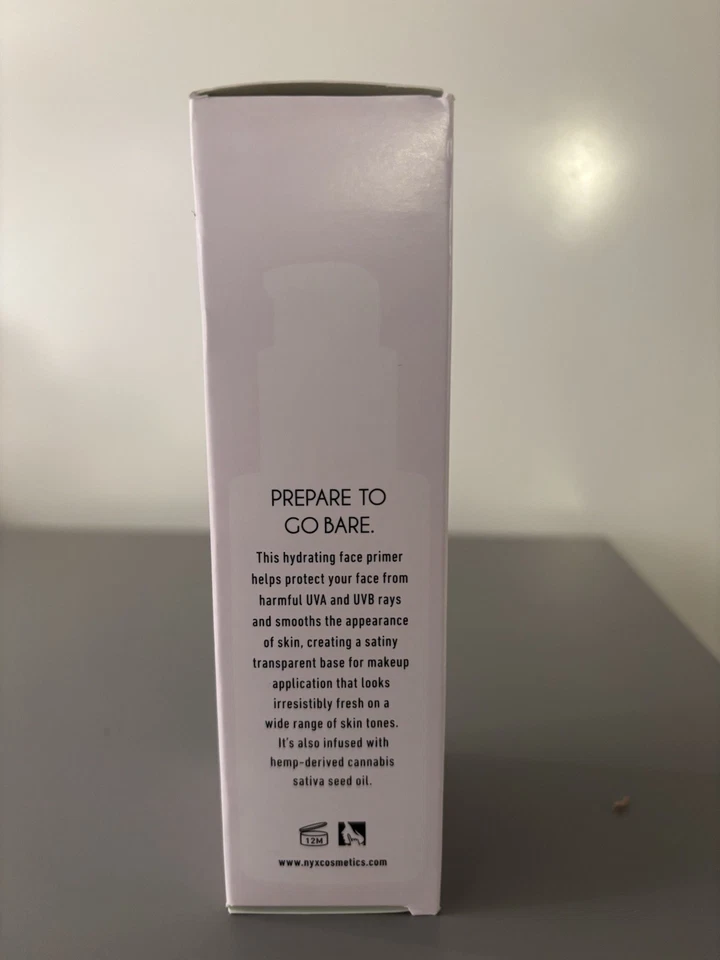 PREPARE TO
GO BARE.
This hydrating face primer
helps protect your face from
harmful UVA and UVB rays
and smooths the appearance
of skin, creating a satiny
transparent base for makeup
application that looks
irresistibly fresh on a
wide range of skin tones.
It's also infused with
hemp-derived cannabis
sativa seed oil.
12M
www.nyxcosmetics.com